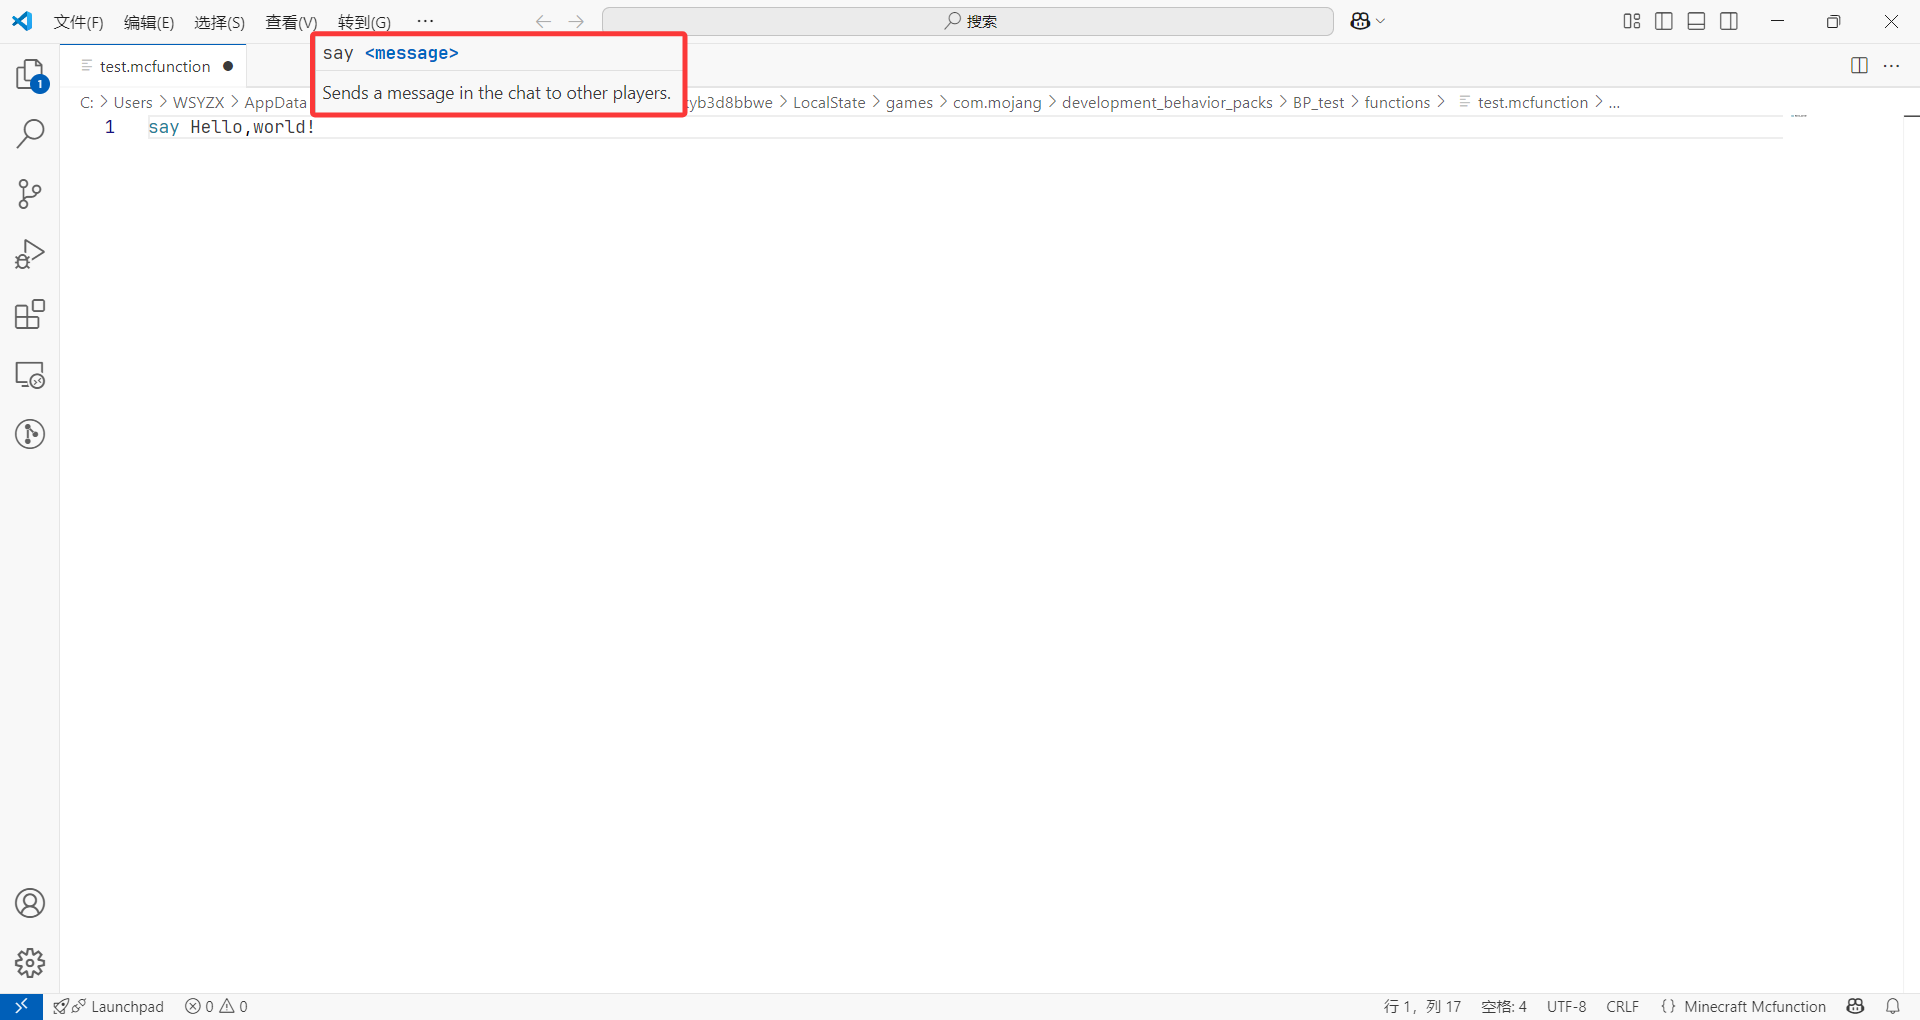 文件(F) 编辑(E) 选择(S) 查看(V) 转到(G) ··· 搜索
say <message>
test.mcfunction
Sends a message in the chat to other players.
C: > Users > WSYZX > AppData yb3d8bbwe > LocalState > games > com.mojang > development_behavior_packs > BP_test > functions > test.mcfunction > ...
1 say Hello,world!
1
Launchpad 0 0 行 1，列 17 空格: 4 UTF-8 CRLF {} Minecraft Mcfunction